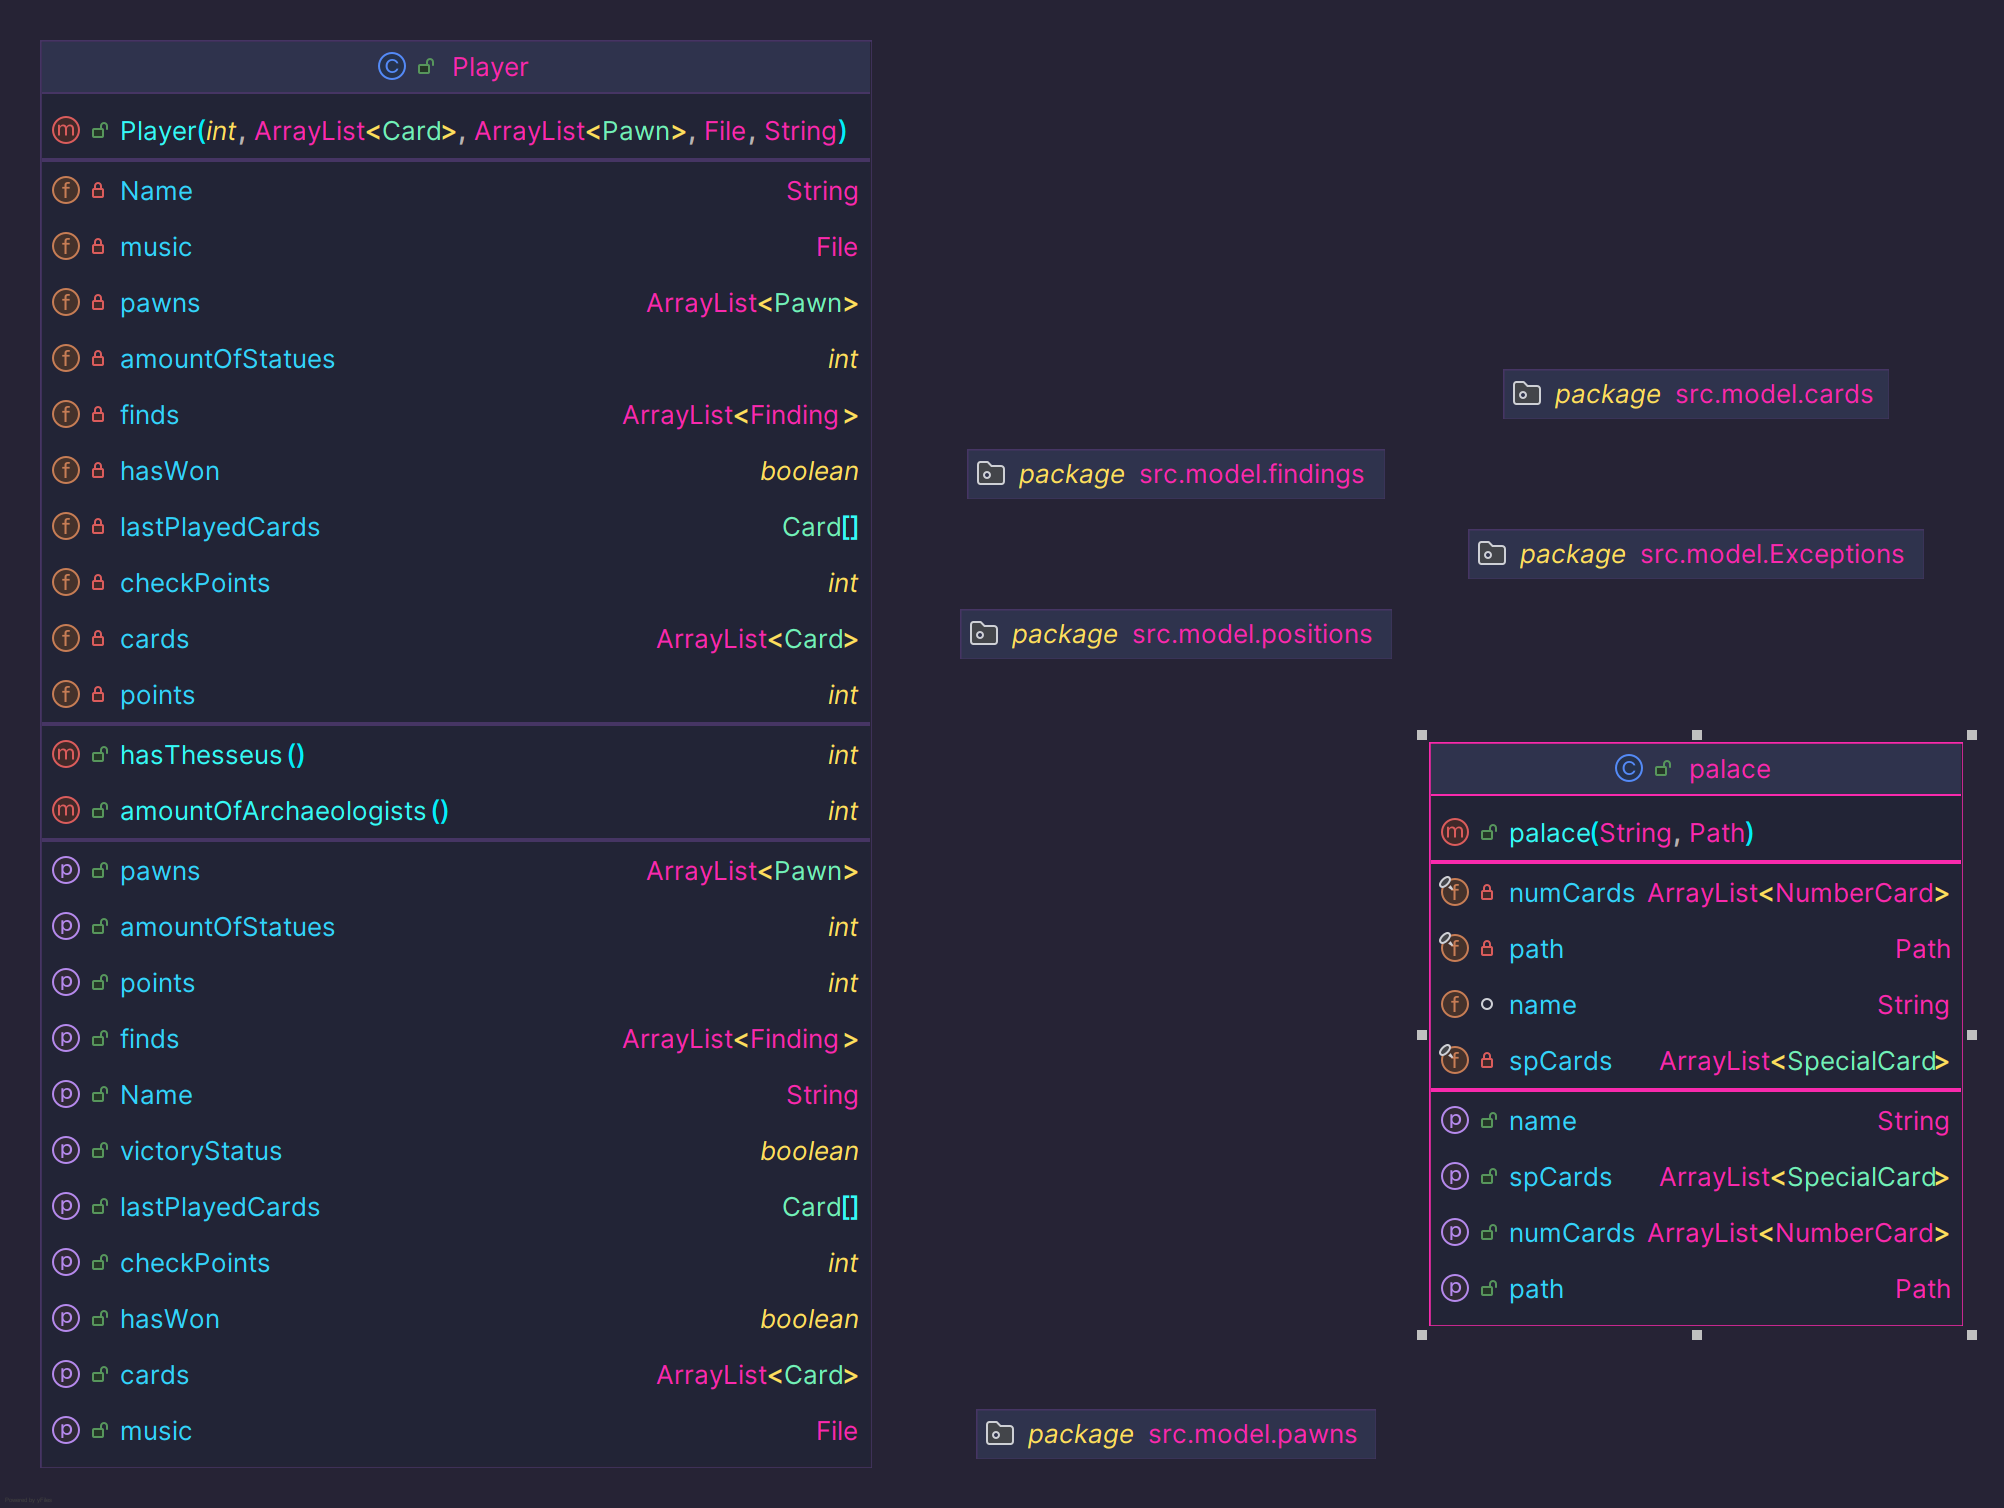 Player
Player(int, ArrayList<Card>, ArrayList<Pawn>, File, String)
Name String
music File
pawns ArrayList<Pawn>
amountOfStatues int
finds ArrayList<Finding>
hasWon boolean
lastPlayedCards Card[]
checkPoints int
cards ArrayList<Card>
points int
hasThesseus() int
amountOfArchaeologists() int
pawns ArrayList<Pawn>
amountOfStatues int
points int
finds ArrayList<Finding>
Name String
victoryStatus boolean
lastPlayedCards Card[]
checkPoints int
hasWon boolean
cards ArrayList<Card>
music File
package src.model.cards
package src.model.findings
package src.model.Exceptions
package src.model.positions
palace
palace(String, Path)
numCards ArrayList<NumberCard>
path Path
name String
spCards ArrayList<SpecialCard>
name String
spCards ArrayList<SpecialCard>
numCards ArrayList<NumberCard>
path Path
package src.model.pawns